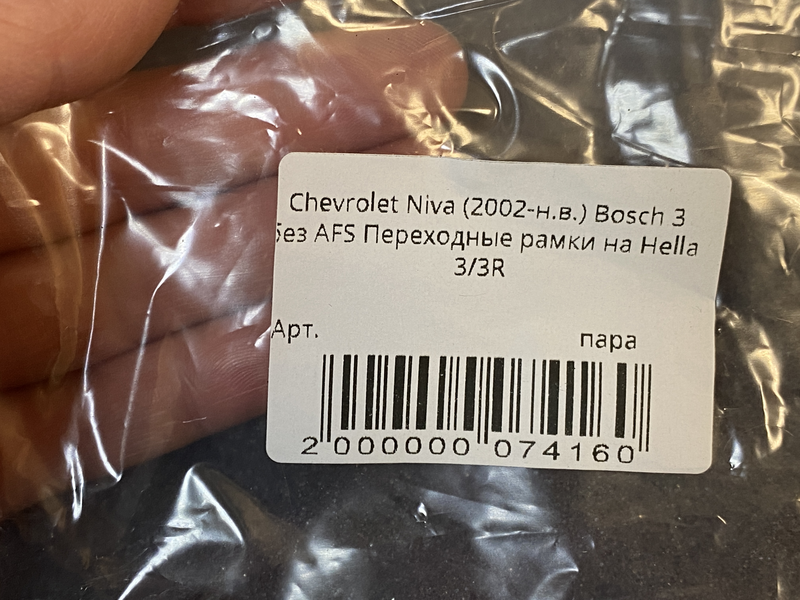 Chevrolet Niva (2002-н.в.) Bosch 3
без AFS Переходные рамки на Hella
3/3R
Арт. пара
2 000000 074160